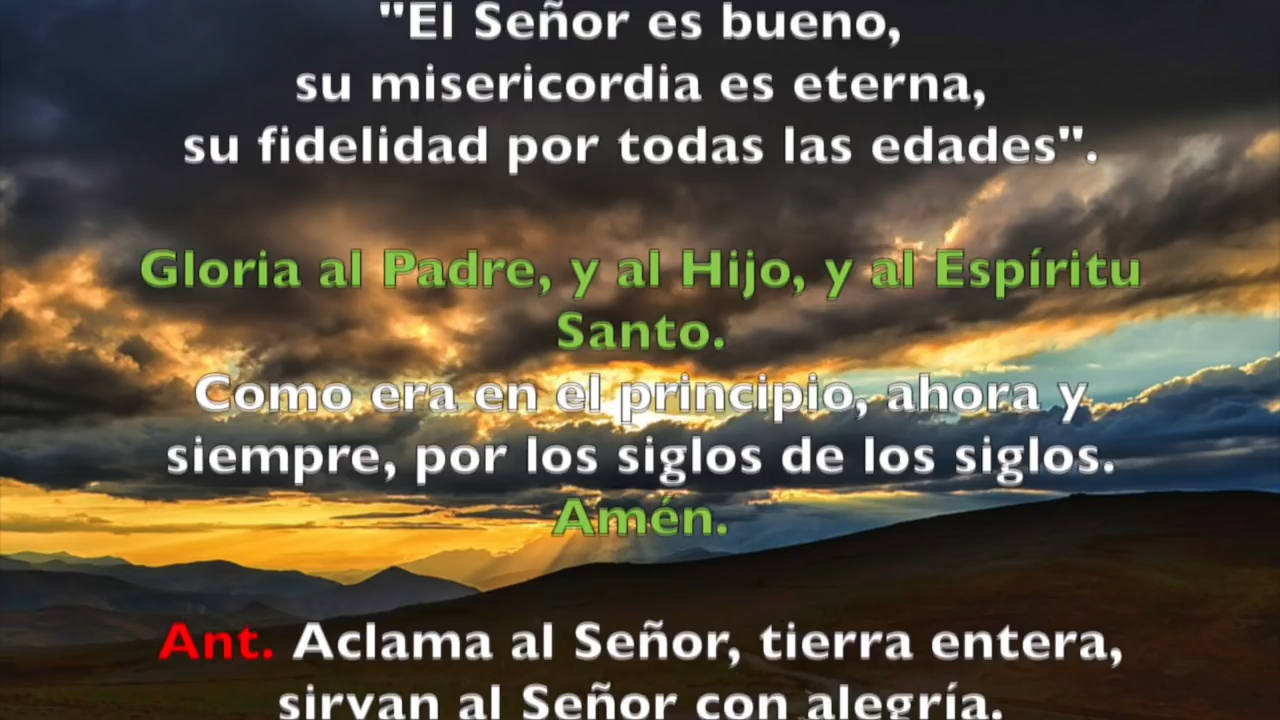 "El Señor es bueno,
su misericordia es eterna,
su fidelidad por todas las edades".
Gloria al Padre, y al Hijo, y al Espíritu
Santo.
Como era en el principio, ahora y
siempre, por los siglos de los siglos.
Amén.
Ant. Aclama al Señor, tierra entera,
sirvan al Señor con alegría.